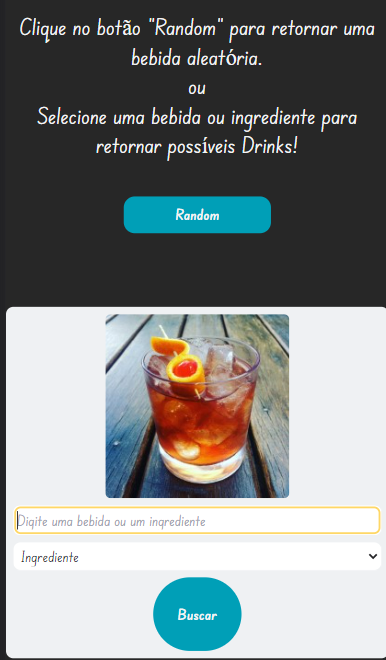 Clique no botão "Random" para retornar uma
bebida aleatória.
ou
Selecione uma bebida ou ingrediente para
retornar possíveis Drinks!
Random
Digite uma bebida ou um ingrediente
Ingrediente
Buscar